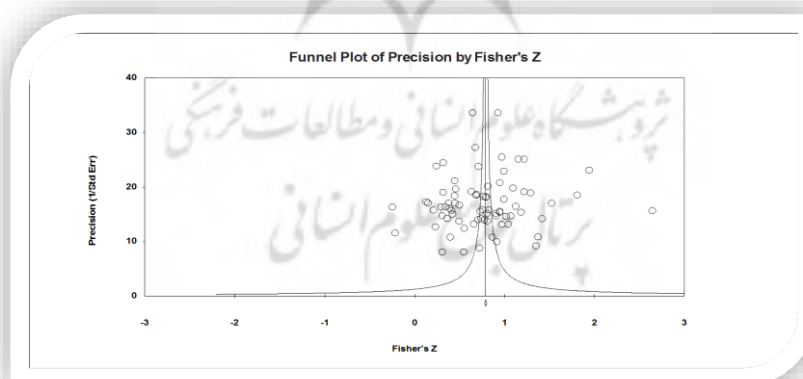 Funnel Plot of Precision by Fisher's Z
40
30
20
10
0
Precision (1/Std Err)
-3 -2 -1 0 1 2 3
Fisher's Z
پژوهشگاه علوم انسانی و مطالعات فرهنگی
پرتال جامع علوم انسانی